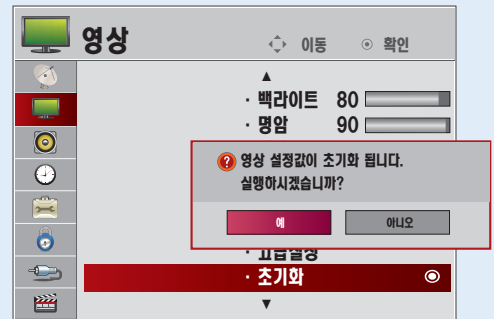 영상 이동 확인
· 백라이트 80
· 명암 90
? 영상 설정값이 초기화 됩니다.
실행하시겠습니까?
예 아니오
· 고급설정
· 초기화